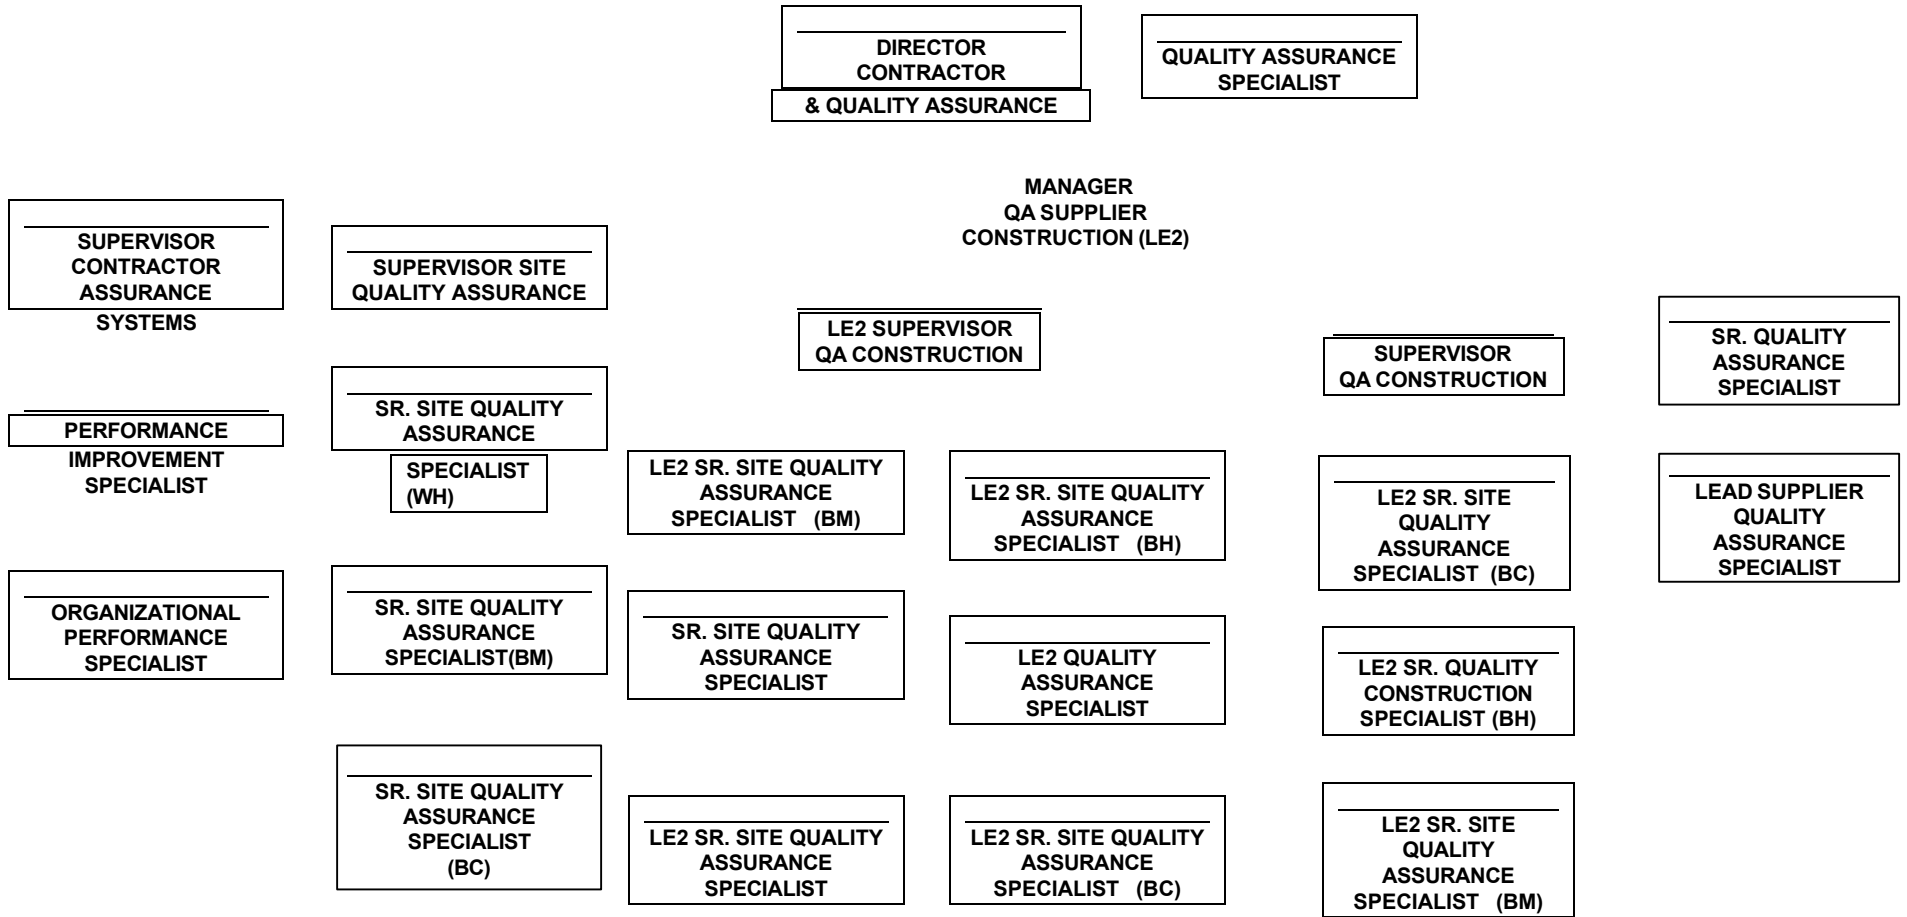 DIRECTOR
CONTRACTOR
& QUALITY ASSURANCE
QUALITY ASSURANCE
SPECIALIST
MANAGER
QA SUPPLIER
CONSTRUCTION (LE2)
SUPERVISOR
CONTRACTOR
ASSURANCE
SYSTEMS
PERFORMANCE
IMPROVEMENT
SPECIALIST
ORGANIZATIONAL
PERFORMANCE
SPECIALIST
SUPERVISOR SITE
QUALITY ASSURANCE
SR. SITE QUALITY
ASSURANCE
SPECIALIST
(WH)
SR. SITE QUALITY
ASSURANCE
SPECIALIST(BM)
SR. SITE QUALITY
ASSURANCE
SPECIALIST
(BC)
LE2 SUPERVISOR
QA CONSTRUCTION
LE2 SR. SITE QUALITY
ASSURANCE
SPECIALIST (BM)
SR. SITE QUALITY
ASSURANCE
SPECIALIST
LE2 SR. SITE QUALITY
ASSURANCE
SPECIALIST
LE2 SR. SITE QUALITY
ASSURANCE
SPECIALIST (BH)
LE2 QUALITY
ASSURANCE
SPECIALIST
LE2 SR. SITE QUALITY
ASSURANCE
SPECIALIST (BC)
SUPERVISOR
QA CONSTRUCTION
LE2 SR. SITE
QUALITY
ASSURANCE
SPECIALIST (BC)
LE2 SR. QUALITY
CONSTRUCTION
SPECIALIST (BH)
LE2 SR. SITE
QUALITY
ASSURANCE
SPECIALIST (BM)
SR. QUALITY
ASSURANCE
SPECIALIST
LEAD SUPPLIER
QUALITY
ASSURANCE
SPECIALIST